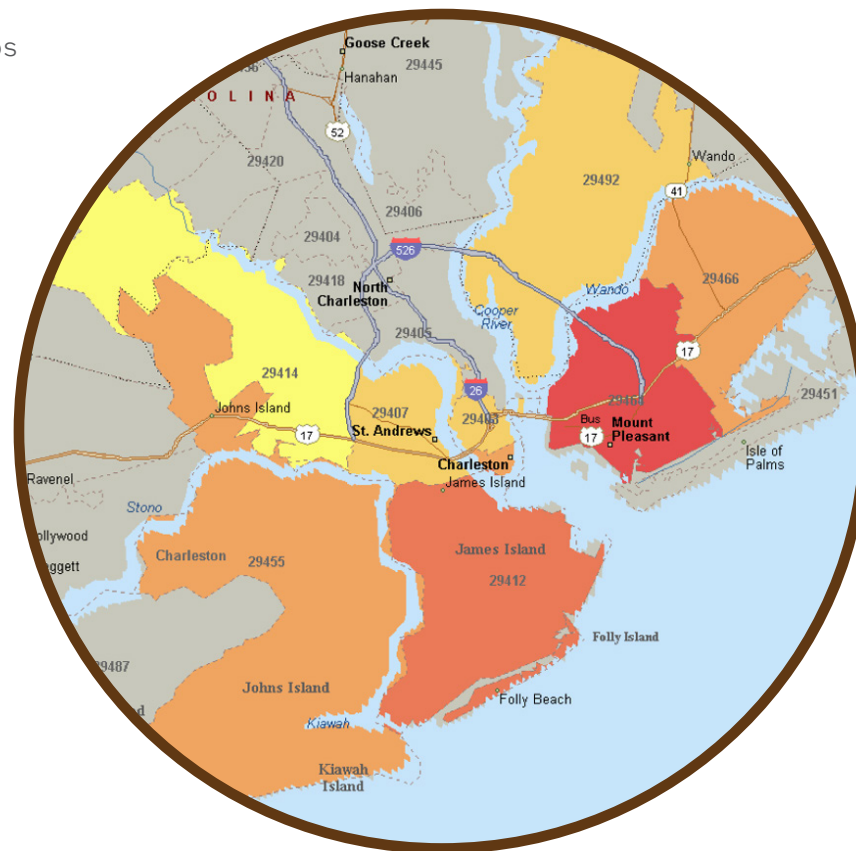 Goose Creek
29445
Hanahan
OLINA
52
29420
Wando
29492
41
29406
29404
526
29466
29418
North
Charleston
Wando
Cooper
River
29405
17
29414
26
29451
29407
29403
Johns Island
Bus
Mount
Pleasant
17
St. Andrews
17
Isle of
Palms
Charleston
Ravenel
James Island
Stono
ollywood
Charleston
29455
James Island
29412
ggett
Folly Island
29487
Johns Island
Folly Beach
Kiawah
Kiawah
Island